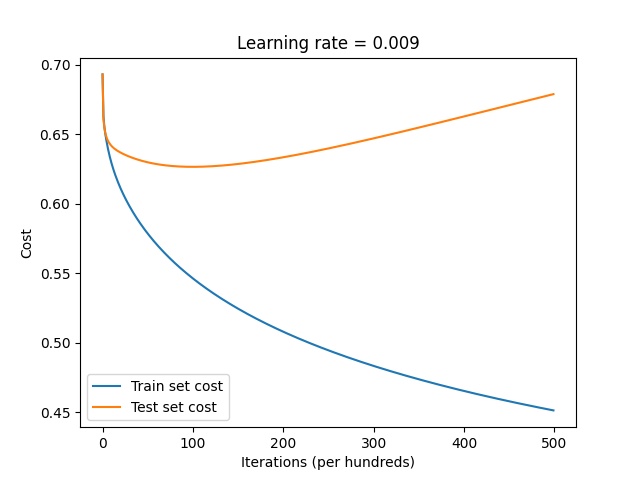 Learning rate = 0.009
0.70
0.65
0.60
0.55
0.50
0.45
Cost
Train set cost
Test set cost
0 100 200 300 400 500
Iterations (per hundreds)